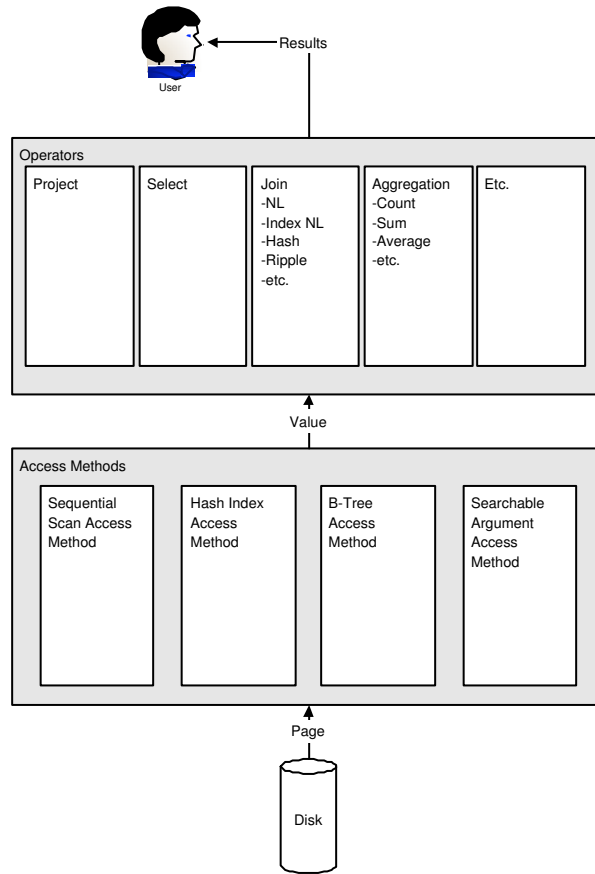 Results
User
Operators
Project
Select
Join
-NL
-Index NL
-Hash
-Ripple
-etc.
Aggregation
-Count
-Sum
-Average
-etc.
Etc.
Value
Access Methods
Sequential
Scan Access
Method
Hash Index
Access
Method
B-Tree
Access
Method
Searchable
Argument
Access
Method
Page
Disk